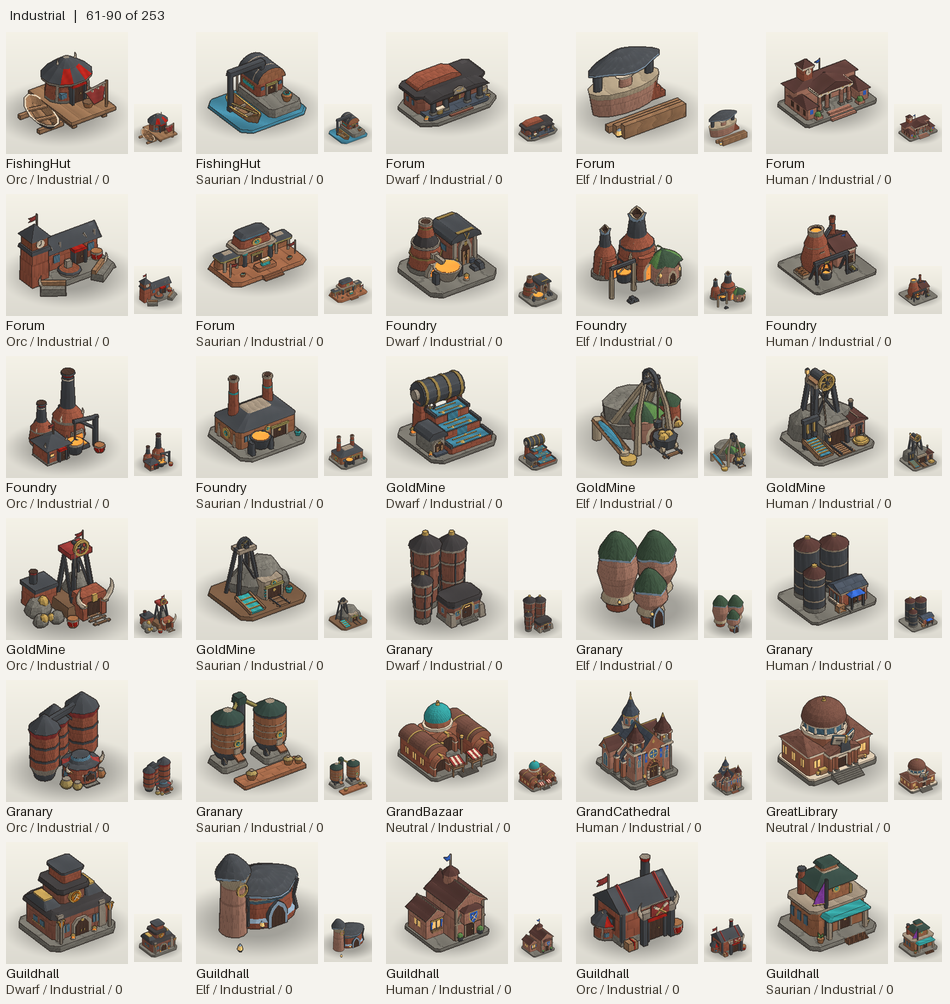 Industrial | 61-90 of 253
FishingHut
Orc / Industrial / 0
FishingHut
Saurian / Industrial / 0
Forum
Dwarf / Industrial / 0
Forum
Elf / Industrial / 0
Forum
Human / Industrial / 0
Forum
Orc / Industrial / 0
Forum
Saurian / Industrial / 0
Foundry
Dwarf / Industrial / 0
Foundry
Elf / Industrial / 0
Foundry
Human / Industrial / 0
Foundry
Orc / Industrial / 0
Foundry
Saurian / Industrial / 0
GoldMine
Dwarf / Industrial / 0
GoldMine
Elf / Industrial / 0
GoldMine
Human / Industrial / 0
GoldMine
Orc / Industrial / 0
GoldMine
Saurian / Industrial / 0
Granary
Dwarf / Industrial / 0
Granary
Elf / Industrial / 0
Granary
Human / Industrial / 0
Granary
Orc / Industrial / 0
Granary
Saurian / Industrial / 0
GrandBazaar
Neutral / Industrial / 0
GrandCathedral
Human / Industrial / 0
GreatLibrary
Neutral / Industrial / 0
Guildhall
Dwarf / Industrial / 0
Guildhall
Elf / Industrial / 0
Guildhall
Human / Industrial / 0
Guildhall
Orc / Industrial / 0
Guildhall
Saurian / Industrial / 0